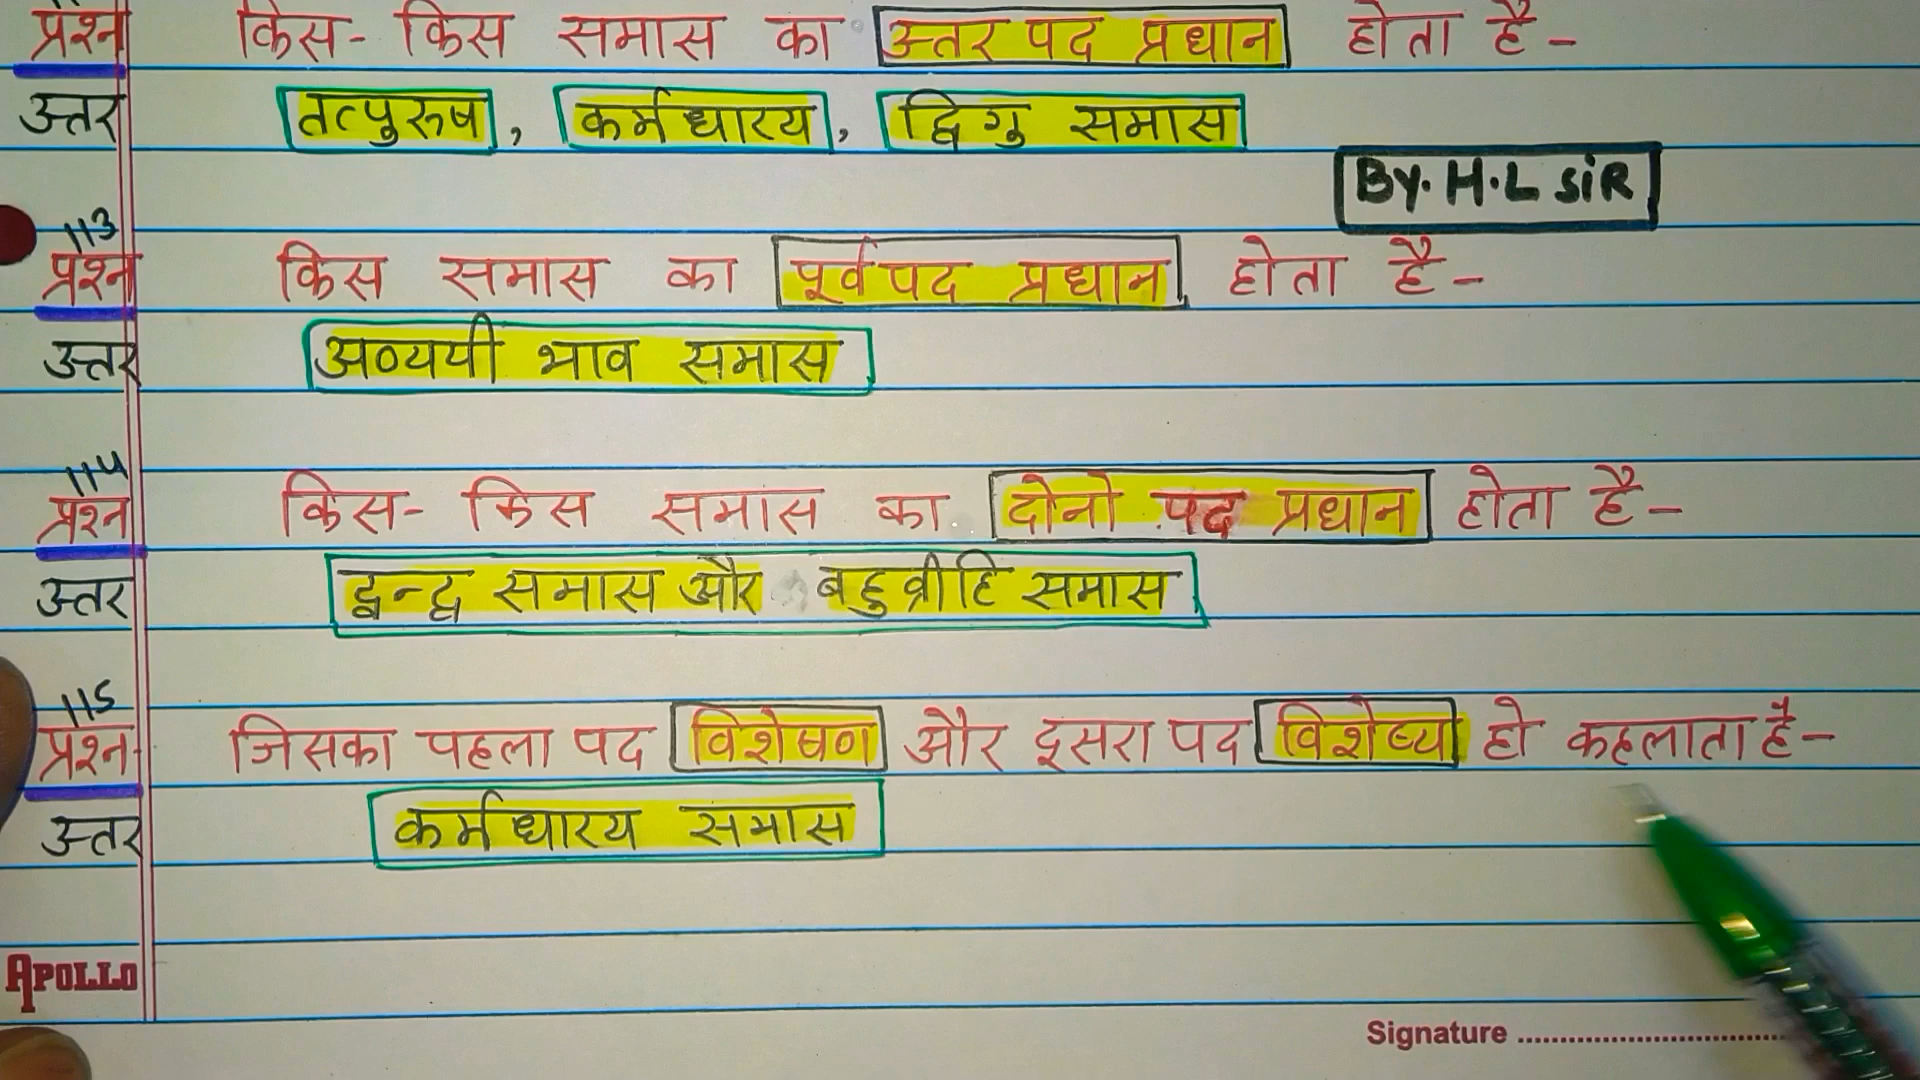 प्रश्न किस- किस समास का उत्तर पद प्रधान होता है -
उत्तर तत्पुरुष, कर्मधारय, द्विगु समास
By. H.L SiR
113
प्रश्न किस समास का पूर्व पद प्रधान होता है -
उत्तर अव्ययी भाव समास
114
प्रश्न किस- किस समास का दोनो पद प्रधान होता है -
उत्तर द्वन्द्व समास और बहुव्रीहि समास
115
प्रश्न जिसका पहला पद विशेषण और दूसरा पद विशेष्य हो कहलाता है -
उत्तर कर्मधारय समास
APOLLO
Signature ................................